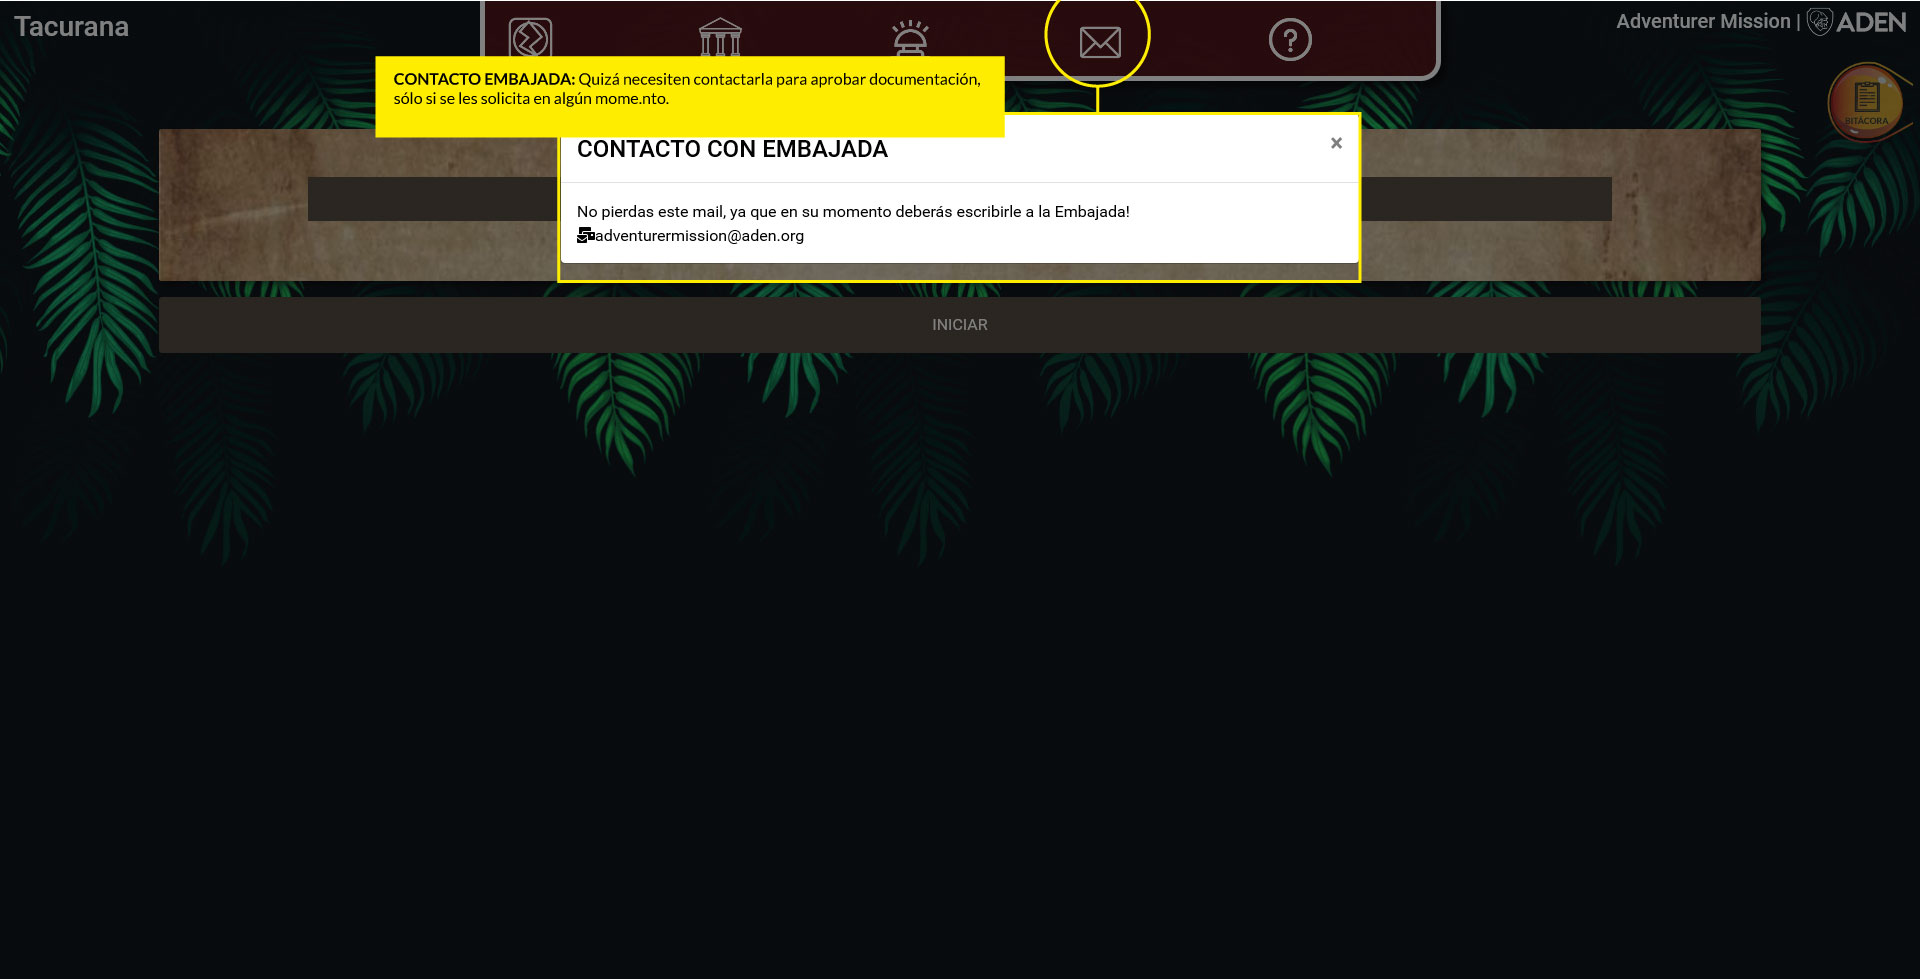 Tacurana
Adventurer Mission | ADEN
CONTACTO EMBAJADA: Quizá necesiten contactarla para aprobar documentación,
sólo si se les solicita en algún mome.nto.
BITÁCORA
CONTACTO CON EMBAJADA
×
No pierdas este mail, ya que en su momento deberás escribirle a la Embajada!
adventurermission@aden.org
INICIAR